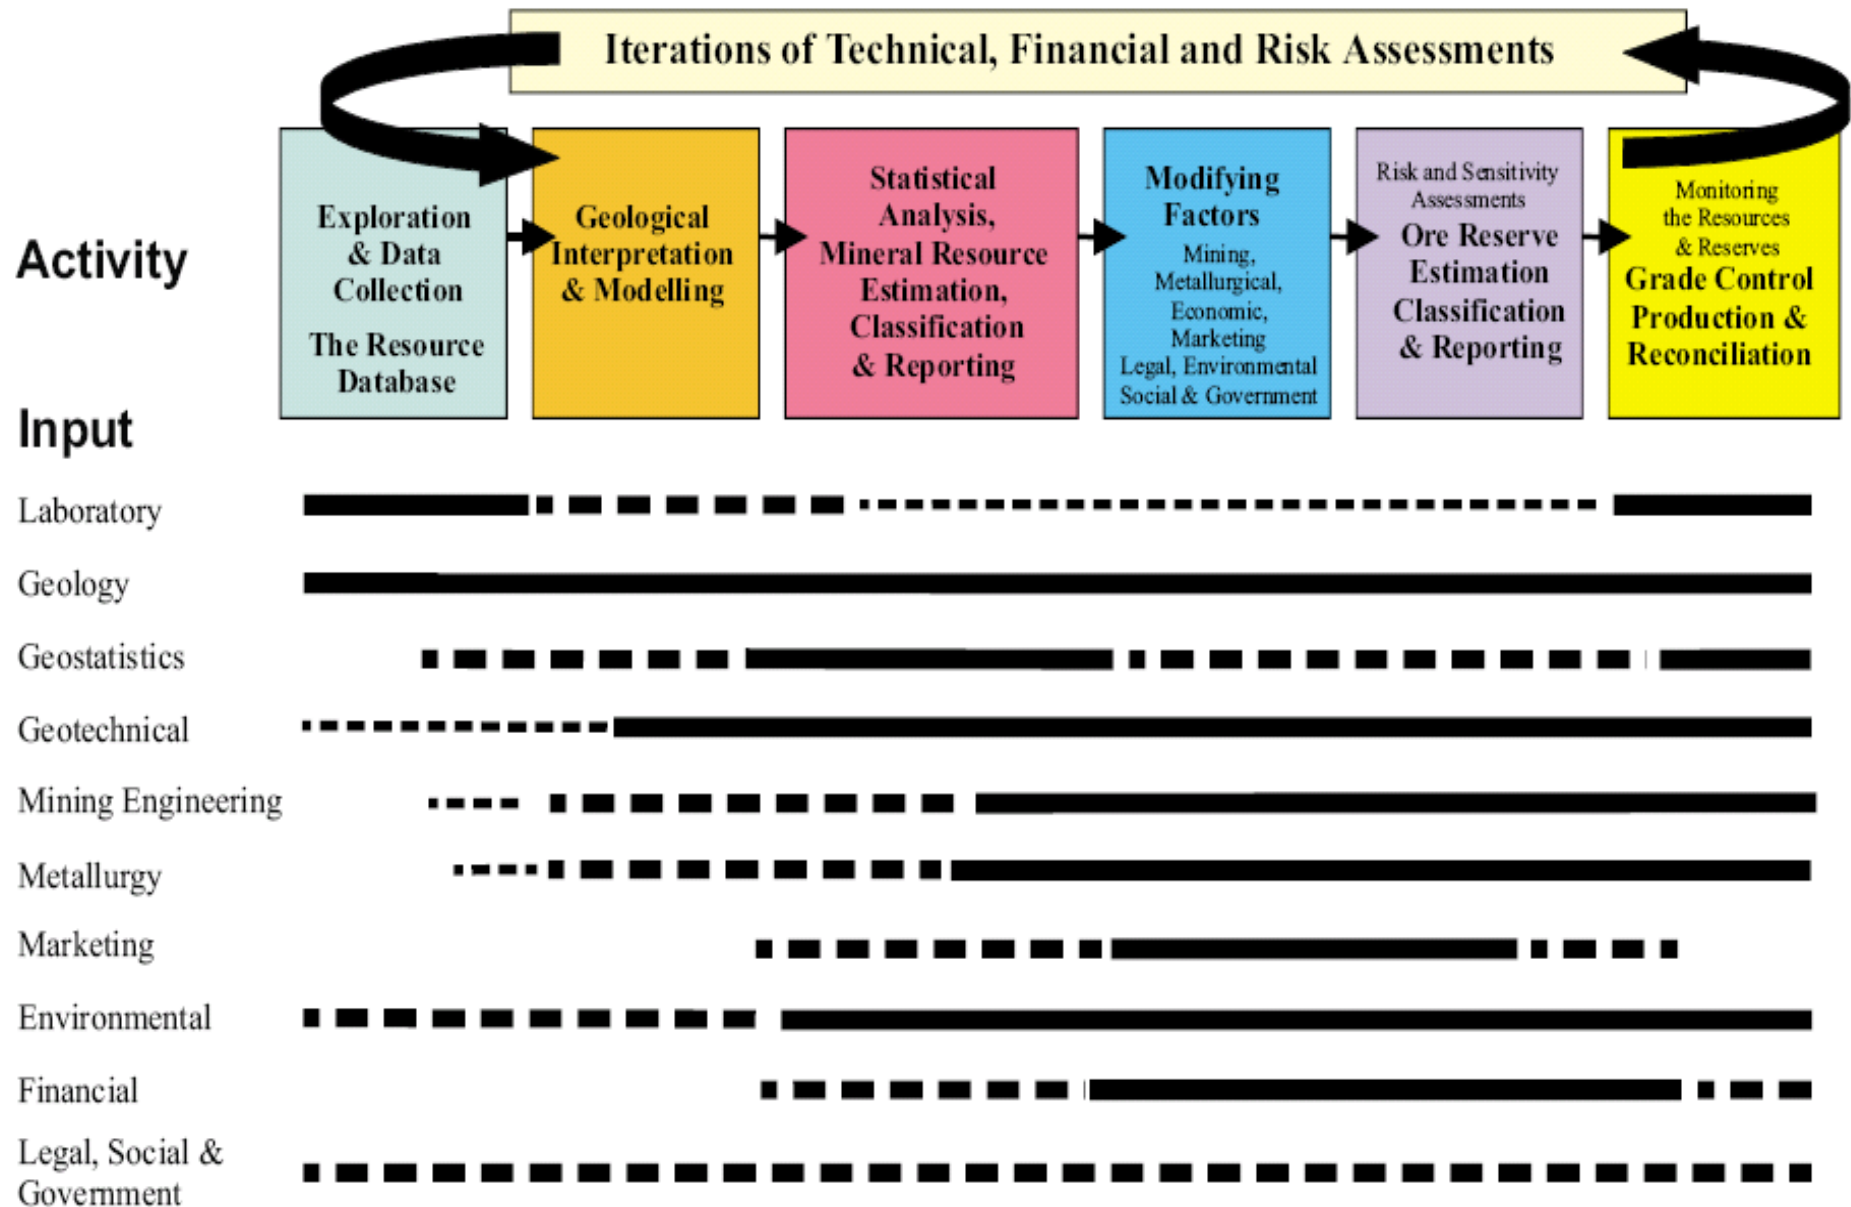 Iterations of Technical, Financial and Risk Assessments
Activity
Exploration
& Data
Collection
The Resource
Database
Geological
Interpretation
& Modelling
Statistical
Analysis,
Mineral Resource
Estimation,
Classification
& Reporting
Modifying
Factors
Mining,
Metallurgical,
Economic,
Marketing
Legal, Environmental
Social & Government
Risk and Sensitivity
Assessments
Ore Reserve
Estimation
Classification
& Reporting
Monitoring
the Resources
& Reserves
Grade Control
Production &
Reconciliation
Input
Laboratory
Geology
Geostatistics
Geotechnical
Mining Engineering
Metallurgy
Marketing
Environmental
Financial
Legal, Social &
Government